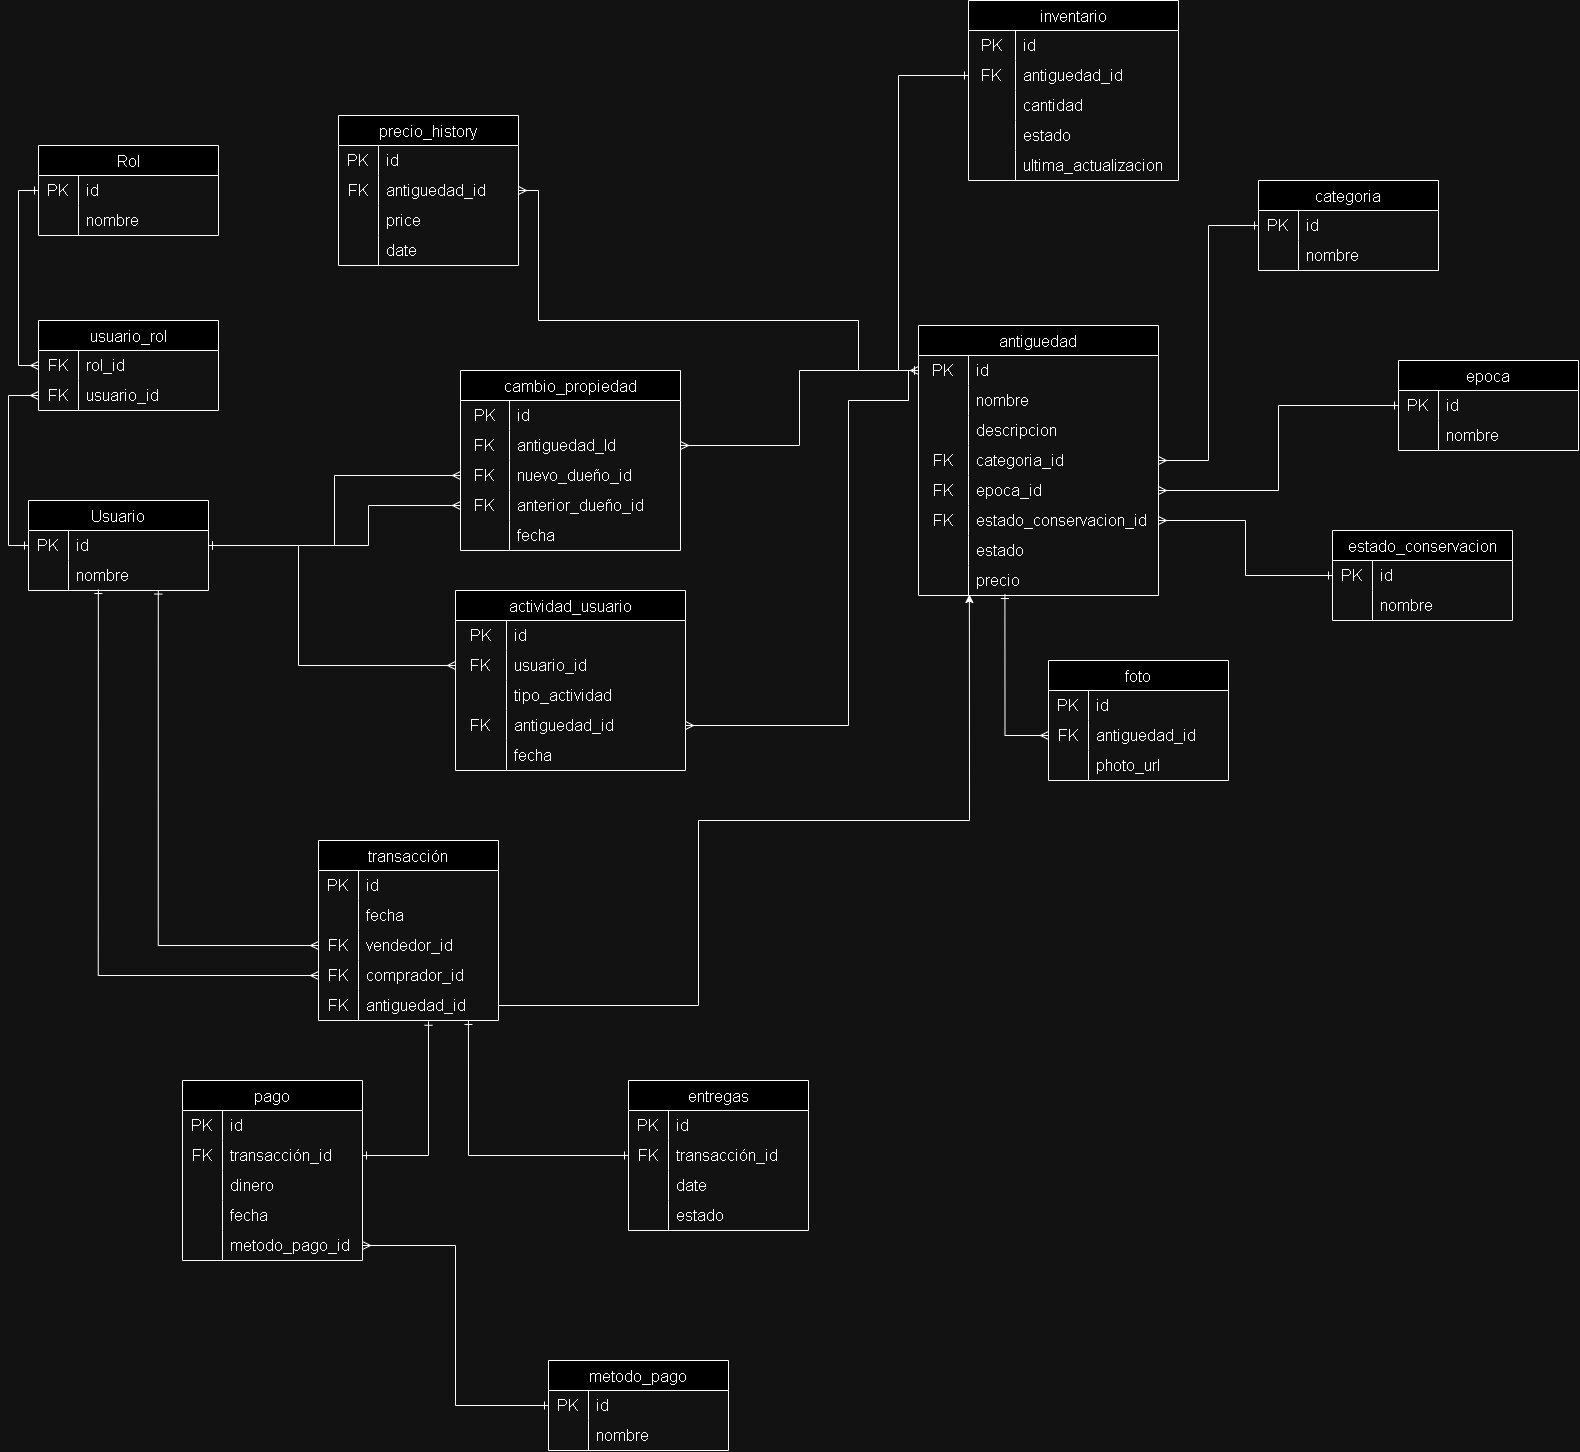 inventario
PK id
FK antiguedad_id
cantidad
estado
ultima_actualizacion
precio_history
PK id
FK antiguedad_id
price
date
Rol
PK id
nombre
categoria
PK id
nombre
usuario_rol
FK rol_id
FK usuario_id
antiguedad
PK id
nombre
descripcion
FK categoria_id
FK epoca_id
FK estado_conservacion_id
estado
precio
epoca
PK id
nombre
cambio_propiedad
PK id
FK antiguedad_Id
FK nuevo_dueño_id
FK anterior_dueño_id
fecha
Usuario
PK id
nombre
estado_conservacion
PK id
nombre
actividad_usuario
PK id
FK usuario_id
tipo_actividad
FK antiguedad_id
fecha
foto
PK id
FK antiguedad_id
photo_url
transacción
PK id
fecha
FK vendedor_id
FK comprador_id
FK antiguedad_id
pago
PK id
FK transacción_id
dinero
fecha
metodo_pago_id
entregas
PK id
FK transacción_id
date
estado
metodo_pago
PK id
nombre